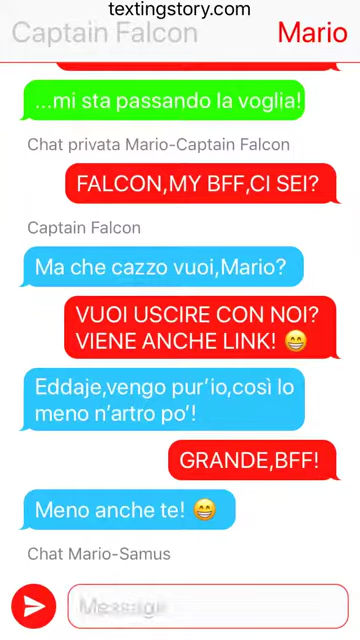 textingstory.com
Captain Falcon
Mario
...mi sta passando la voglia!
Chat privata Mario-Captain Falcon
FALCON,MY BFF,CI SEI?
Captain Falcon
Ma che cazzo vuoi,Mario?
VUOI USCIRE CON NOI?
VIENE ANCHE LINK! 😁
Eddaje,vengo pur'io,così lo
meno n'artro po'!
GRANDE,BFF!
Meno anche te! 😁
Chat Mario-Samus
Message